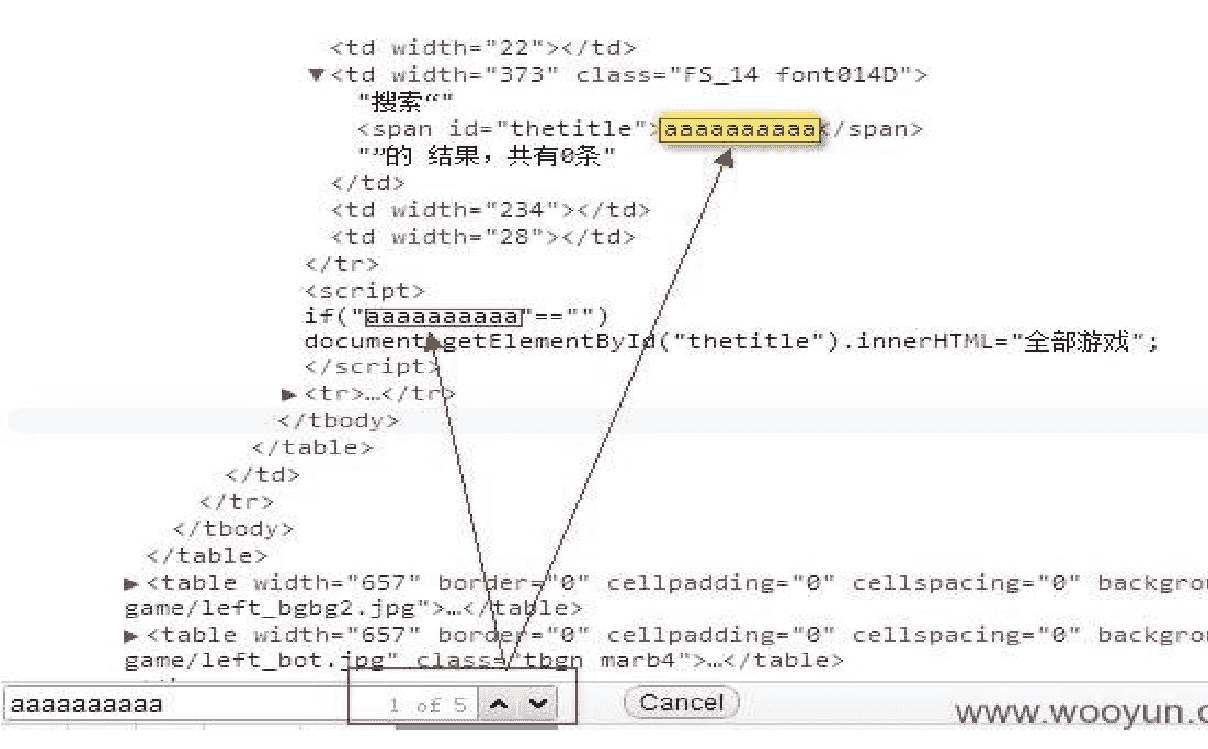 <td width="22"></td>
▼<td width="373" class="FS_14 font014D">
"搜索“"
<span id="thetitle">aaaaaaaaaa</span>
"”的 结果，共有0条"
</td>
<td width="234"></td>
<td width="28"></td>
</tr>
<script>
if("aaaaaaaaaa"=="")
document.getElementById("thetitle").innerHTML="全部游戏";
</script>
▶<tr>…</tr>
</tbody>
</table>
</td>
</tr>
</tbody>
</table>
▶<table width="657" border="0" cellpadding="0" cellspacing="0" backgrou
game/left_bgbg2.jpg">…</table>
▶<table width="657" border="0" cellpadding="0" cellspacing="0" backgrou
game/left_bot.jpg" class="tbgn marb4">…</table>
aaaaaaaaaa 1 of 5 Cancel
www.wooyun.o